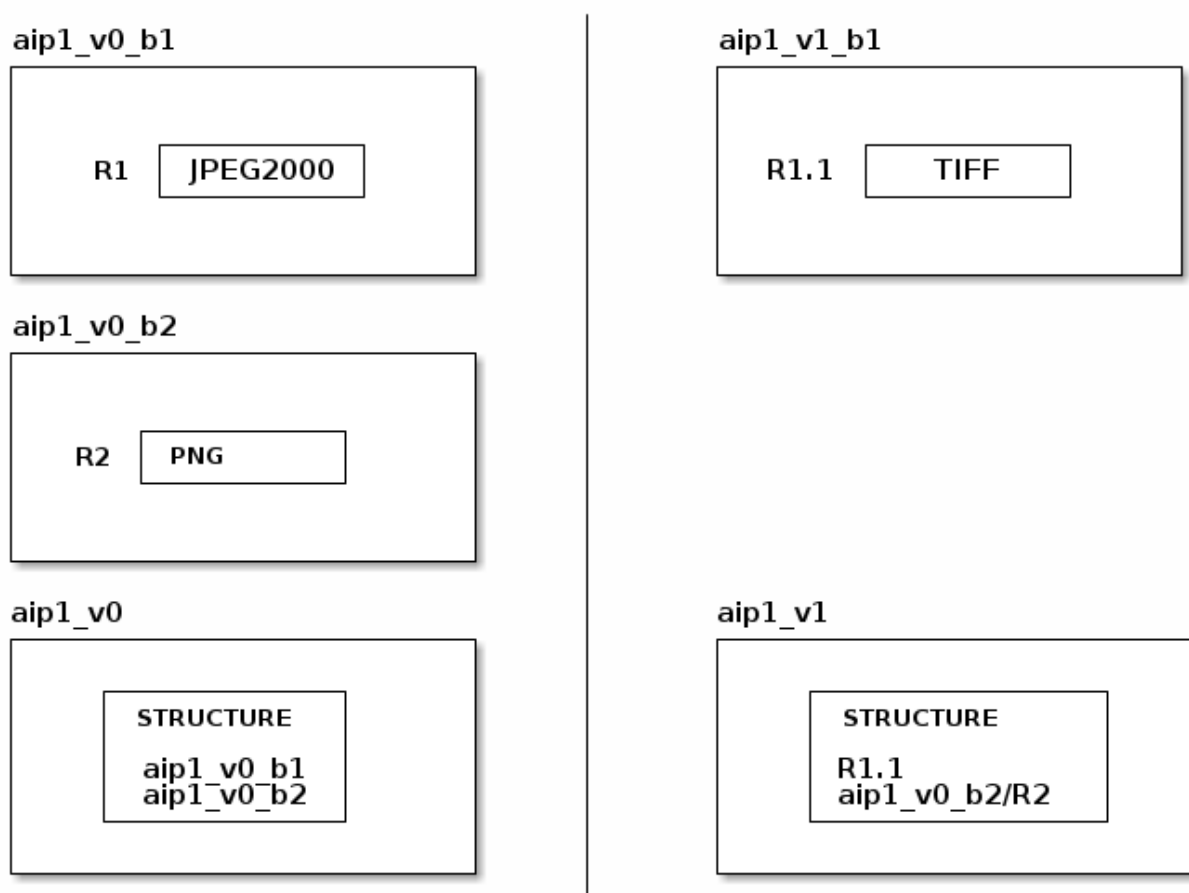 aip1_v0_b1
R1 JPEG2000
aip1_v0_b2
R2 PNG
aip1_v0
STRUCTURE
aip1_v0_b1
aip1_v0_b2
aip1_v1_b1
R1.1 TIFF
aip1_v1
STRUCTURE
R1.1
aip1_v0_b2/R2